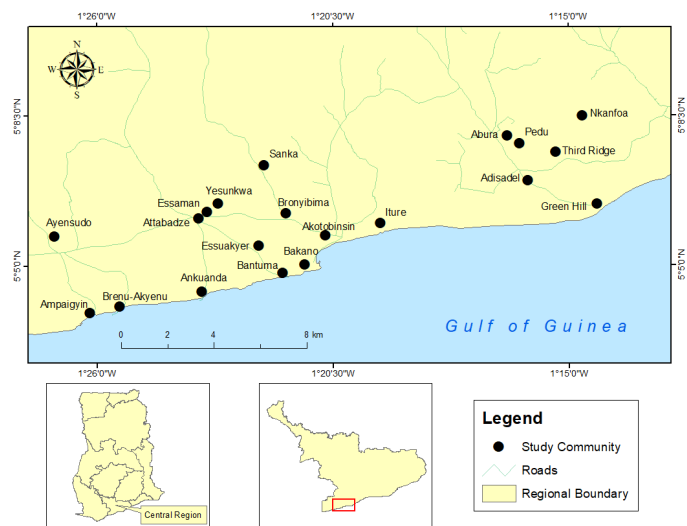 1°26'0"W 1°20'30"W 1°15'0"W
N
W E
S
5°8'30"N 5°8'30"N
Nkanfoa
Abura Pedu
Third Ridge
Sanka
Adisadel
Yesunkwa
Essaman
Bronyibima
Green Hill
Attabadze
Iture
Ayensudo
Akotobinsin
Essuakyer
Bakano
5°5'0"N 5°5'0"N
Bantuma
Ankuanda
Brenu-Akyenu
Ampaigyin
Gulf of Guinea
0 2 4 8 km
1°26'0"W 1°20'30"W 1°15'0"W
Central Region
Legend
Study Community
Roads
Regional Boundary